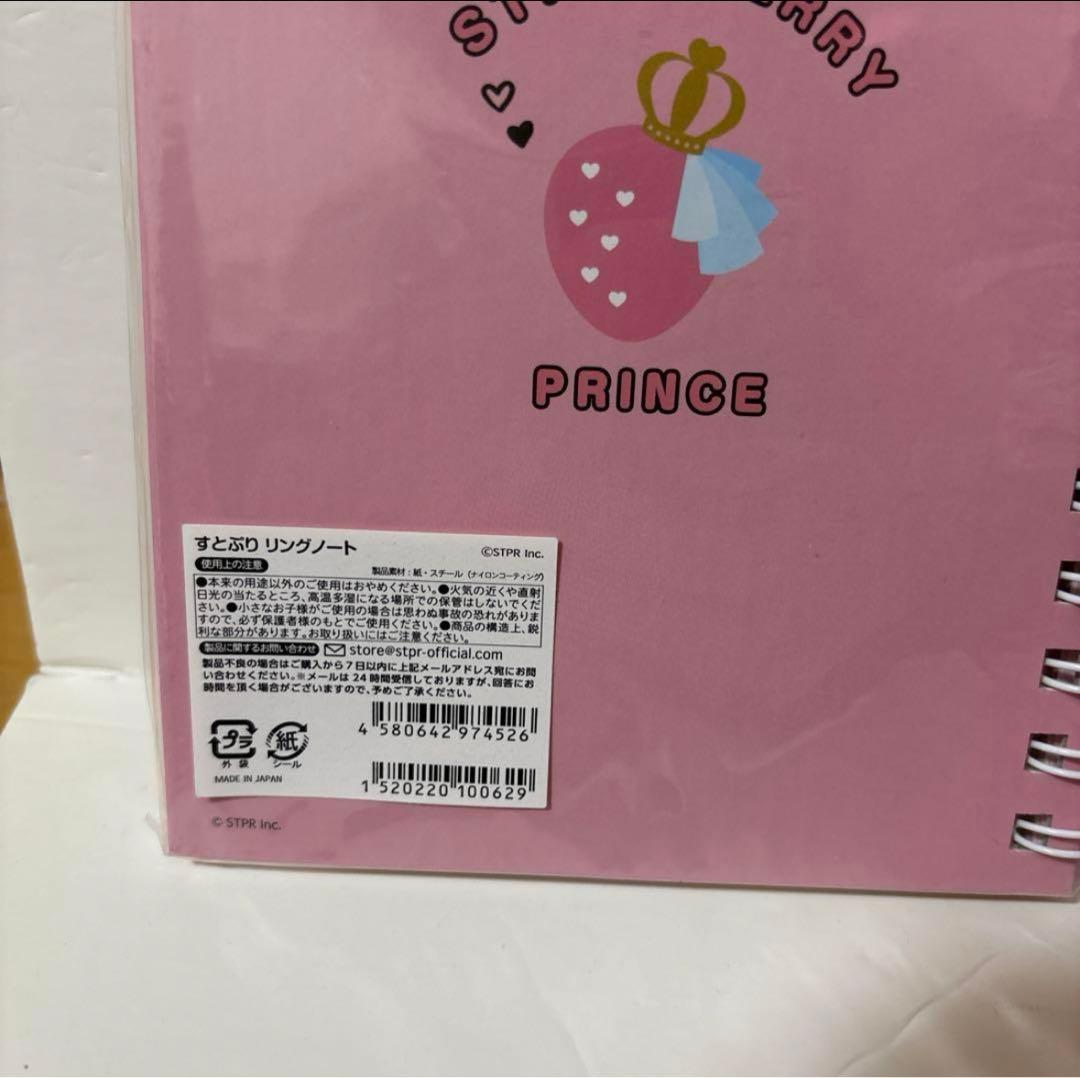 PRINCE
すとぷり リングノート
©STPR Inc.
使用上の注意
製品素材：紙・スチール（ナイロンコーティング）
●本来の用途以外のご使用はおやめください。●火気の近くや直射
日光の当たるところ、高温多湿になる場所での保管はしないでくだ
さい。●小さなお子様がご使用の場合は思わぬ事故の恐れがありま
すので、必ず保護者様のもとでご使用ください。●商品の構造上、鋭
利な部分があります。お取り扱いにはご注意ください。
製品に関するお問い合わせ store@stpr-official.com
製品不良の場合はご購入から7日以内に上記メールアドレス宛にお問
い合わせください。※メールは24時間受信しておりますが、回答にお
時間を頂く場合がございますので、予めご了承ください。
4 580642 974526
プラ 紙
外袋 シール
MADE IN JAPAN
1 520220 100629
© STPR Inc.